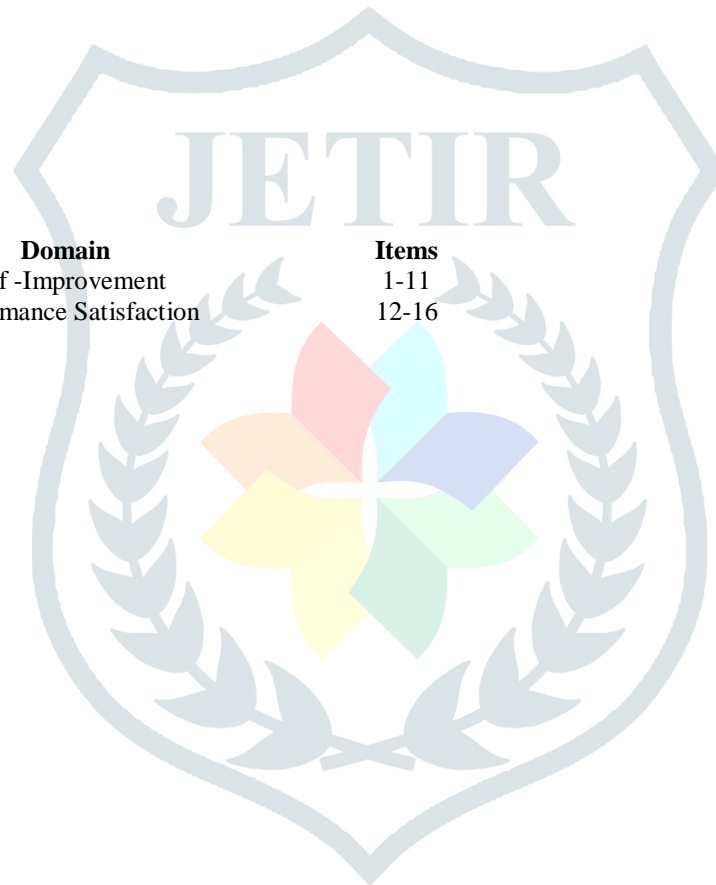 JETIR
Domain Items
f -Improvement 1-11
mance Satisfaction 12-16